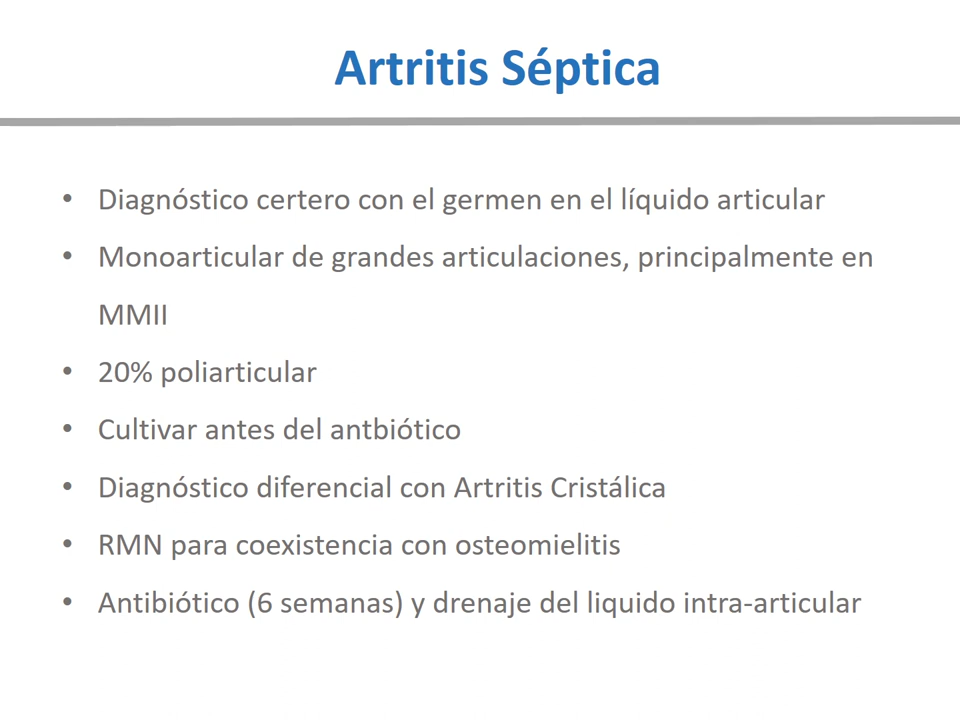 Artritis Séptica
• Diagnóstico certero con el germen en el líquido articular
• Monoarticular de grandes articulaciones, principalmente en
MMII
• 20% poliarticular
• Cultivar antes del antbiótico
• Diagnóstico diferencial con Artritis Cristálica
• RMN para coexistencia con osteomielitis
• Antibiótico (6 semanas) y drenaje del liquido intra-articular